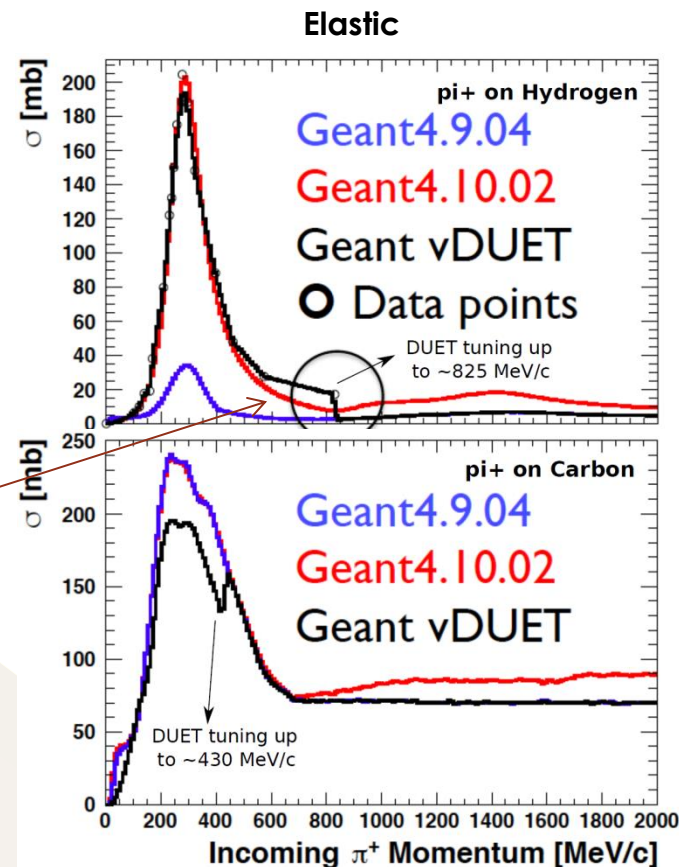 Elastic
σ [mb]
200
180
160
140
120
100
80
60
40
20
0
pi+ on Hydrogen
Geant4.9.04
Geant4.10.02
Geant vDUET
O Data points
DUET tuning up
to ~825 MeV/c
σ [mb]
250
200
150
100
50
0
pi+ on Carbon
Geant4.9.04
Geant4.10.02
Geant vDUET
DUET tuning up
to ~430 MeV/c
0 200 400 600 800 1000 1200 1400 1600 1800 2000
Incoming π⁺ Momentum [MeV/c]